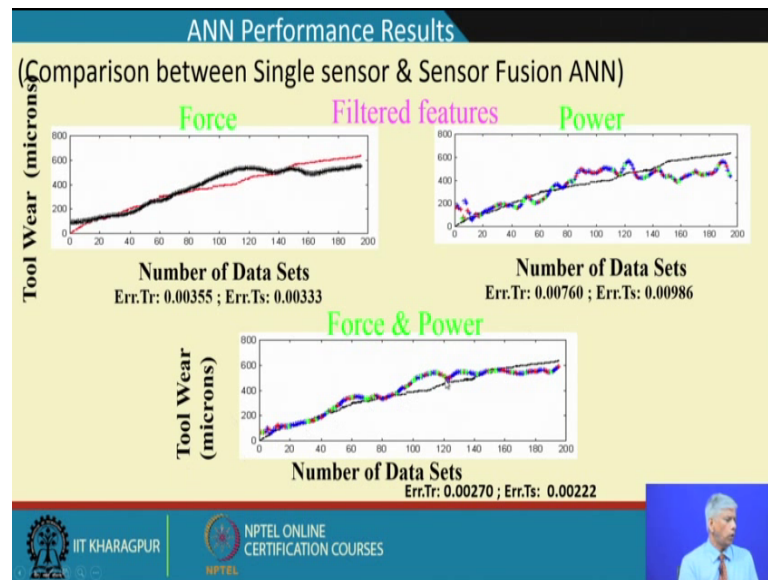 ANN Performance Results
(Comparison between Single sensor & Sensor Fusion ANN)
Force
Filtered features
Power
Tool Wear (microns)
800
600
400
200
0
0 20 40 60 80 100 120 140 160 180 200
Number of Data Sets
Err.Tr: 0.00355 ; Err.Ts: 0.00333
800
600
400
200
0
0 20 40 60 80 100 120 140 160 180 200
Number of Data Sets
Err.Tr: 0.00760 ; Err.Ts: 0.00986
Force & Power
Tool Wear
(microns)
800
600
400
200
0
0 20 40 60 80 100 120 140 160 180 200
Number of Data Sets
Err.Tr: 0.00270 ; Err.Ts: 0.00222
IIT KHARAGPUR
NPTEL
NPTEL ONLINE
CERTIFICATION COURSES